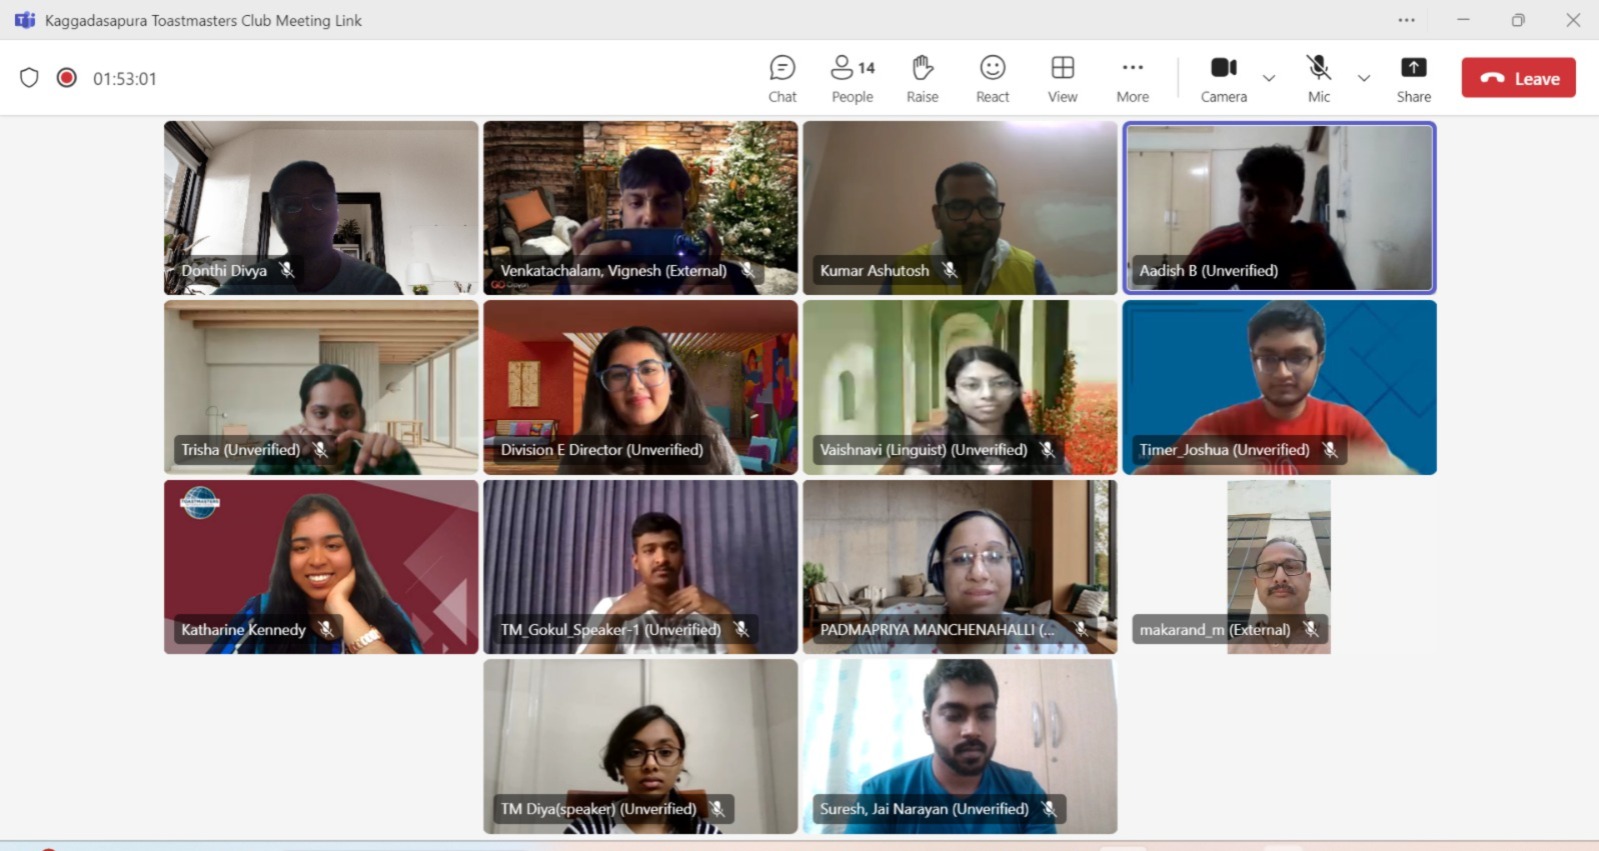 Kaggadasapura Toastmasters Club Meeting Link
01:53:01
14
Chat
People
Raise
React
View
More
Camera
Mic
Share
Leave
Donthi Divya
Venkatachalam, Vignesh (External)
Kumar Ashutosh
Aadish B (Unverified)
Trisha (Unverified)
Division E Director (Unverified)
Vaishnavi (Linguist) (Unverified)
Timer_Joshua (Unverified)
TOASTMASTERS
Katharine Kennedy
TM_Gokul_Speaker-1 (Unverified)
PADMAPRIYA MANCHENAHALLI (...
makarand_m (External)
TM Diya(speaker) (Unverified)
Suresh, Jai Narayan (Unverified)